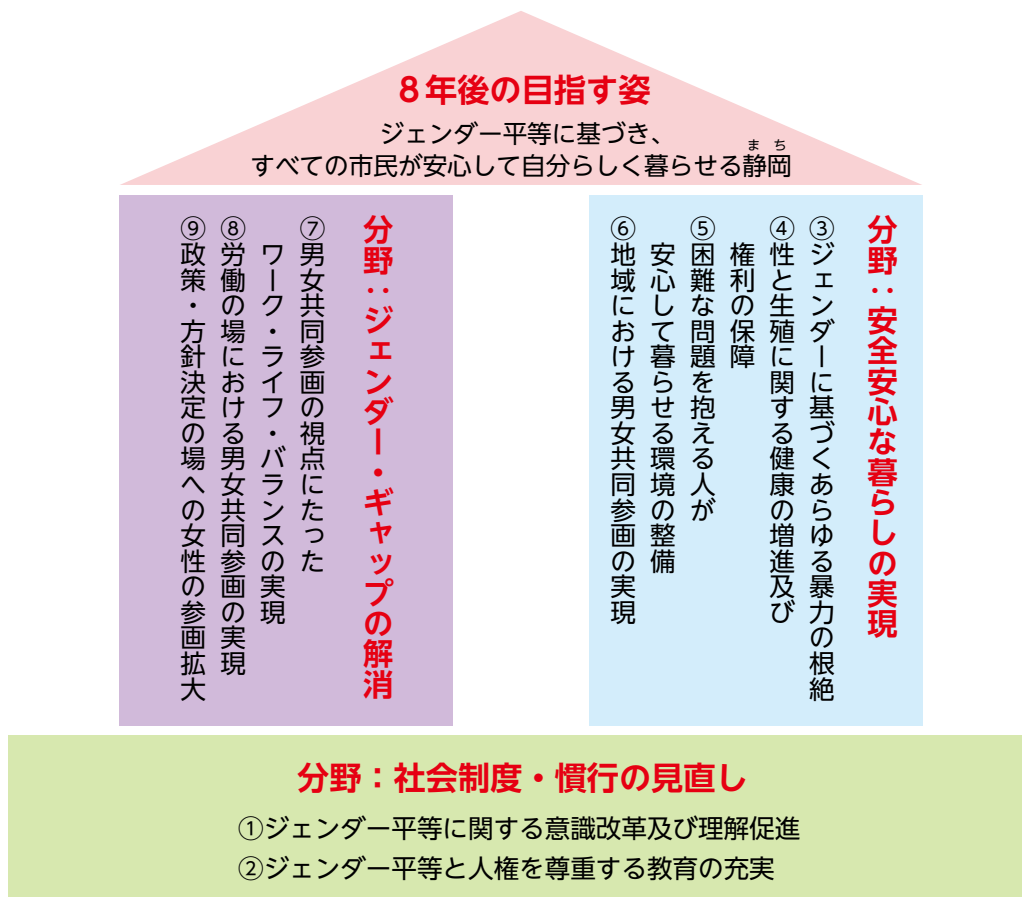 8年後の目指す姿
ジェンダー平等に基づき、
すべての市民が安心して自分らしく暮らせる静岡
まち
分野：安全安心な暮らしの実現
③ジェンダーに基づくあらゆる暴力の根絶
④性と生殖に関する健康の増進及び
権利の保障
⑤困難な問題を抱える人が
安心して暮らせる環境の整備
⑥地域における男女共同参画の実現
分野：ジェンダー・ギャップの解消
⑦男女共同参画の視点にたった
ワーク・ライフ・バランスの実現
⑧労働の場における男女共同参画の実現
⑨政策・方針決定の場への女性の参画拡大
分野：社会制度・慣行の見直し
①ジェンダー平等に関する意識改革及び理解促進
②ジェンダー平等と人権を尊重する教育の充実